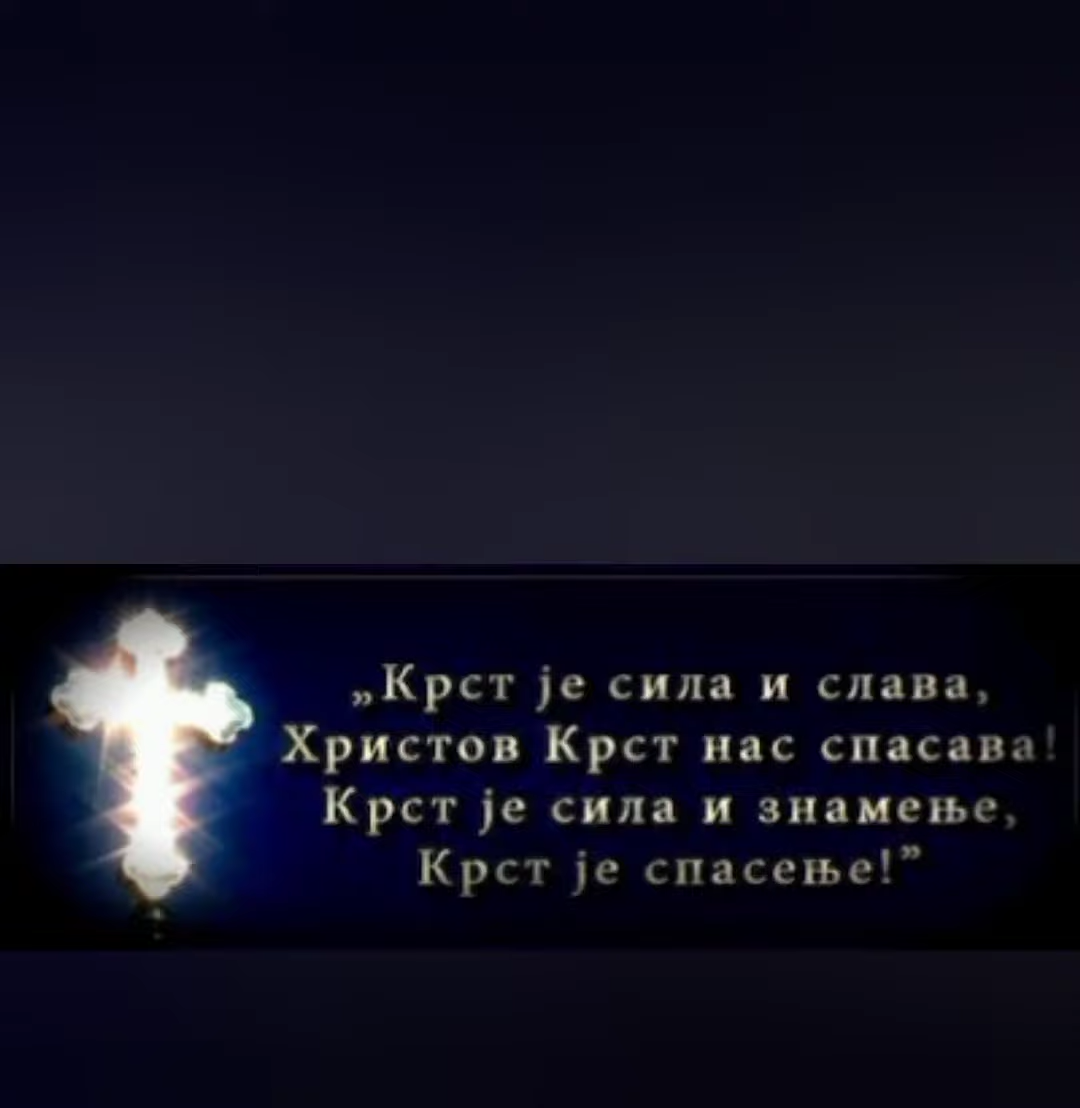 „Крст је сила и слава,
Христов Крст нас спасава!
Крст је сила и знамење,
Крст је спасење!”